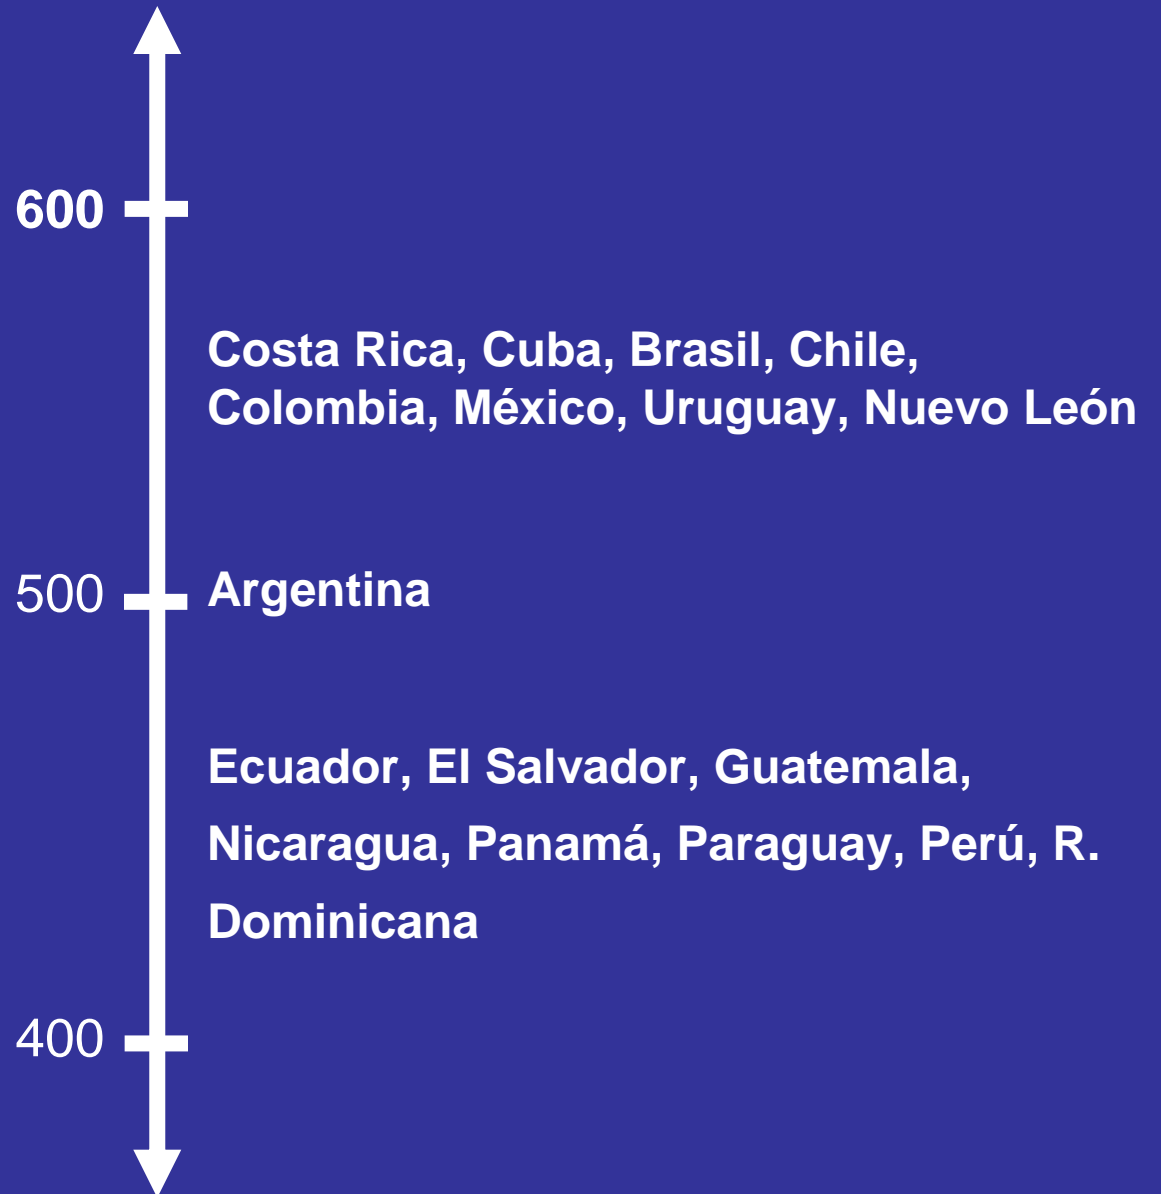 600
Costa Rica, Cuba, Brasil, Chile,
Colombia, México, Uruguay, Nuevo León
500
Argentina
Ecuador, El Salvador, Guatemala,
Nicaragua, Panamá, Paraguay, Perú, R.
Dominicana
400